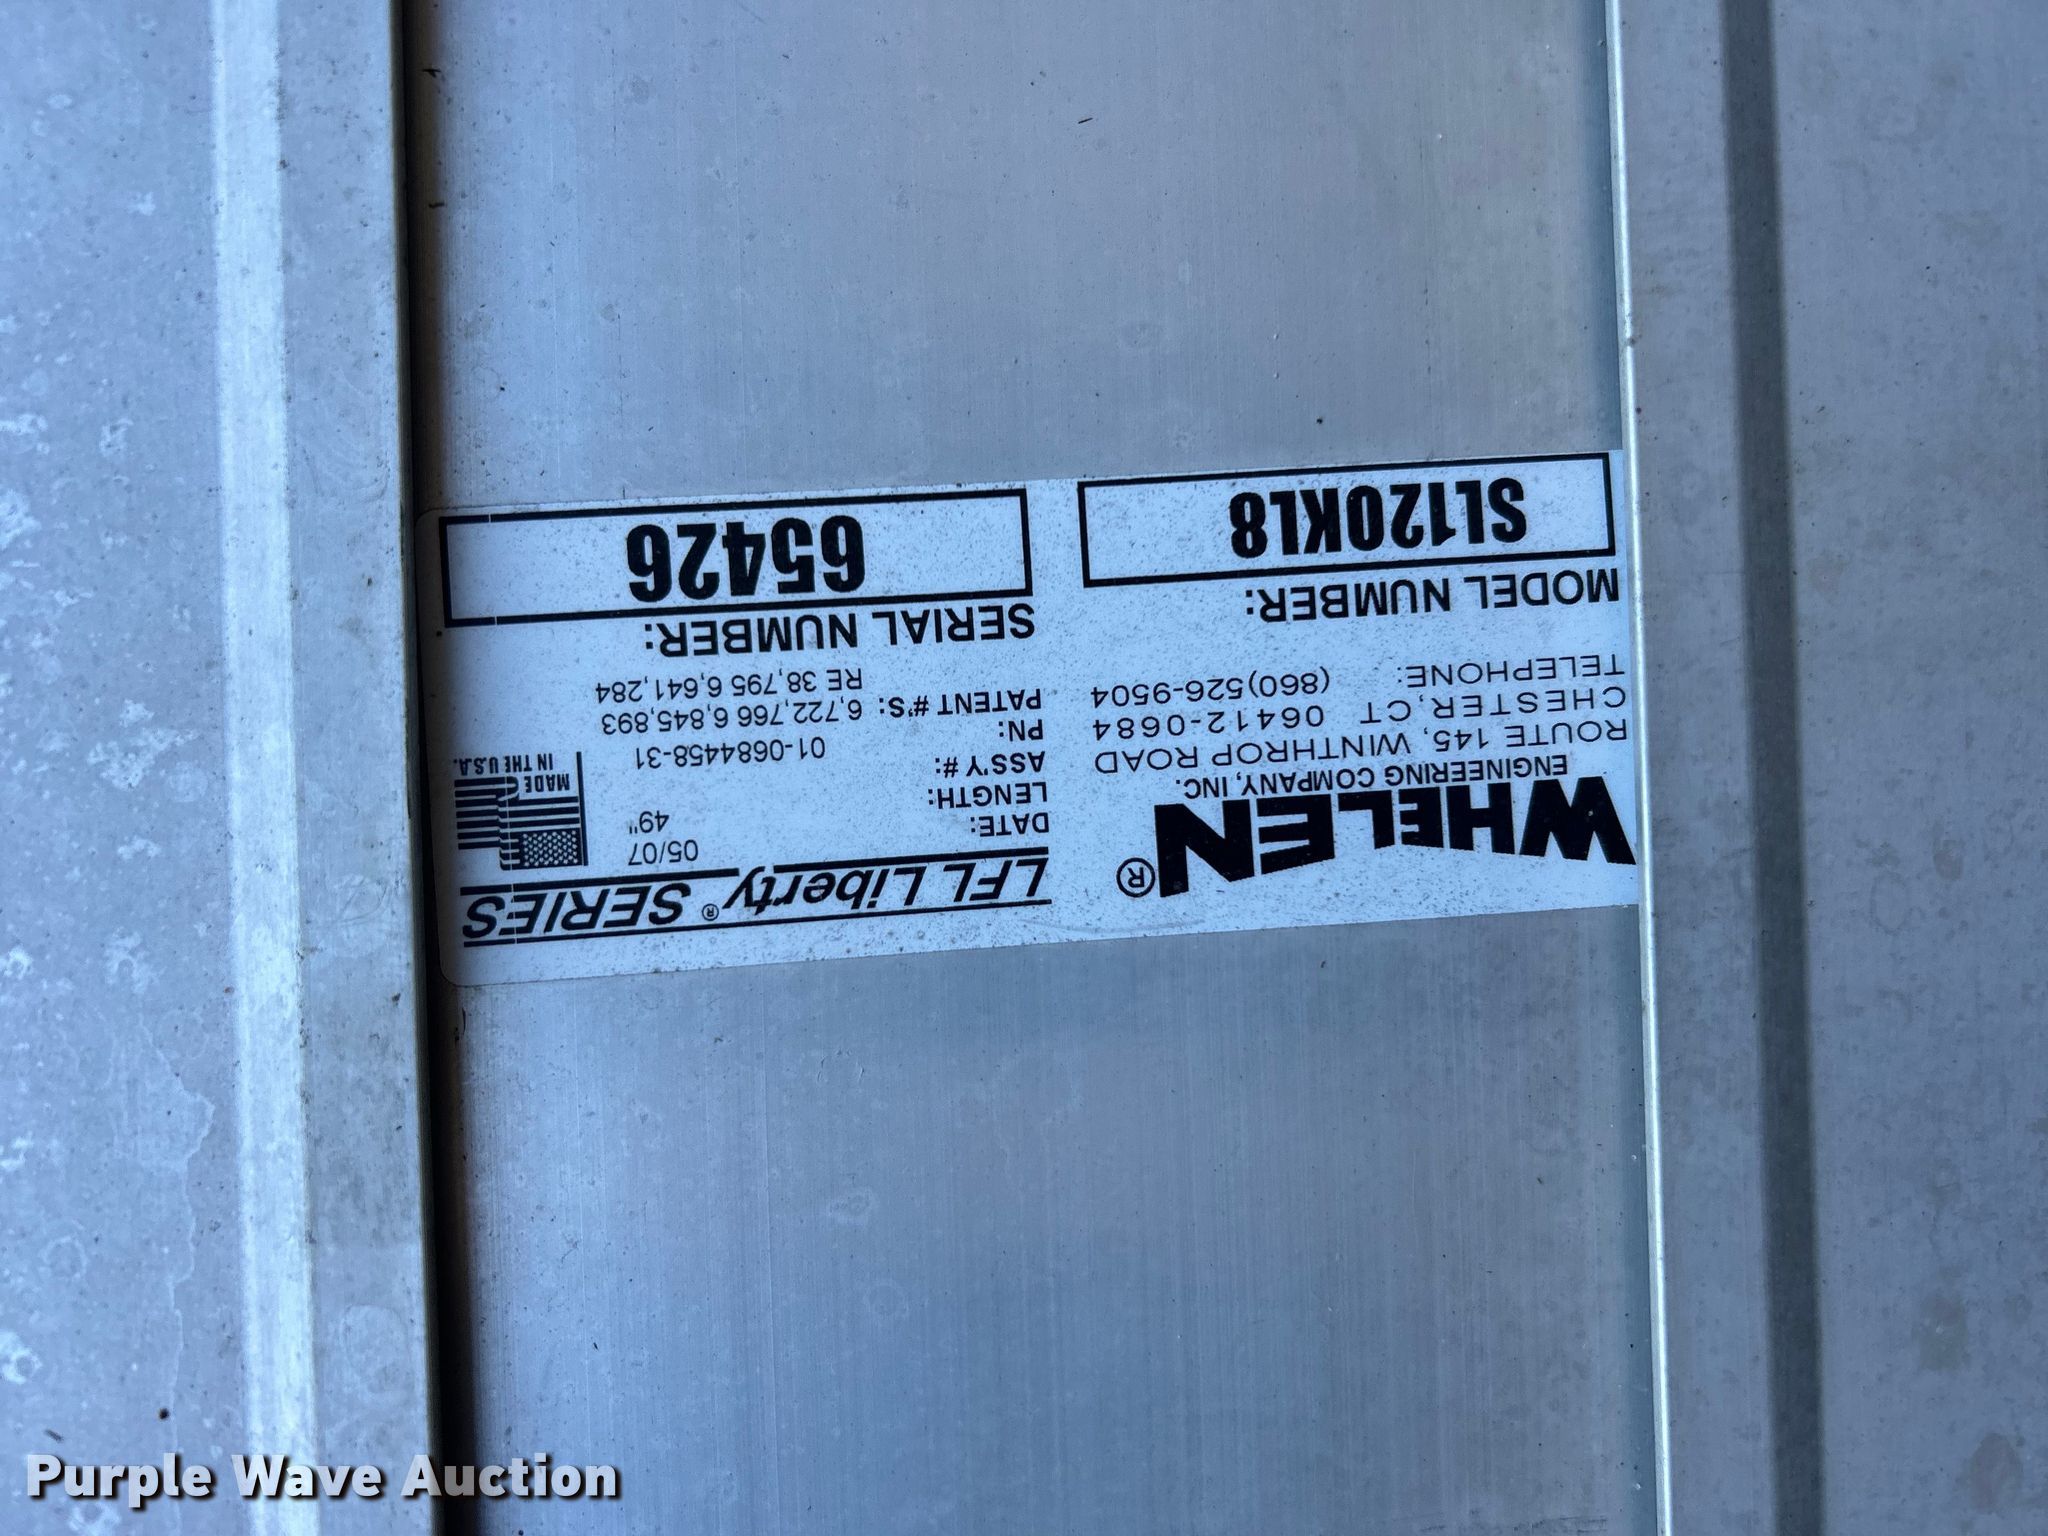 WHELEN®
ENGINEERING COMPANY, INC.
ROUTE 145, WINTHROP ROAD
CHESTER, CT 06412-0684
TELEPHONE: (860)526-9504
MODEL NUMBER:
SL120KL8
LFL Liberty® SERIES
DATE: 05/07
LENGTH: 49"
ASS'Y #:
PN: 01-0684458-31
PATENT #'S: 6,722,766 6,845,893
RE 38,795 6,641,284
MADE
IN THE U.S.A.
SERIAL NUMBER:
65426
Purple Wave Auction